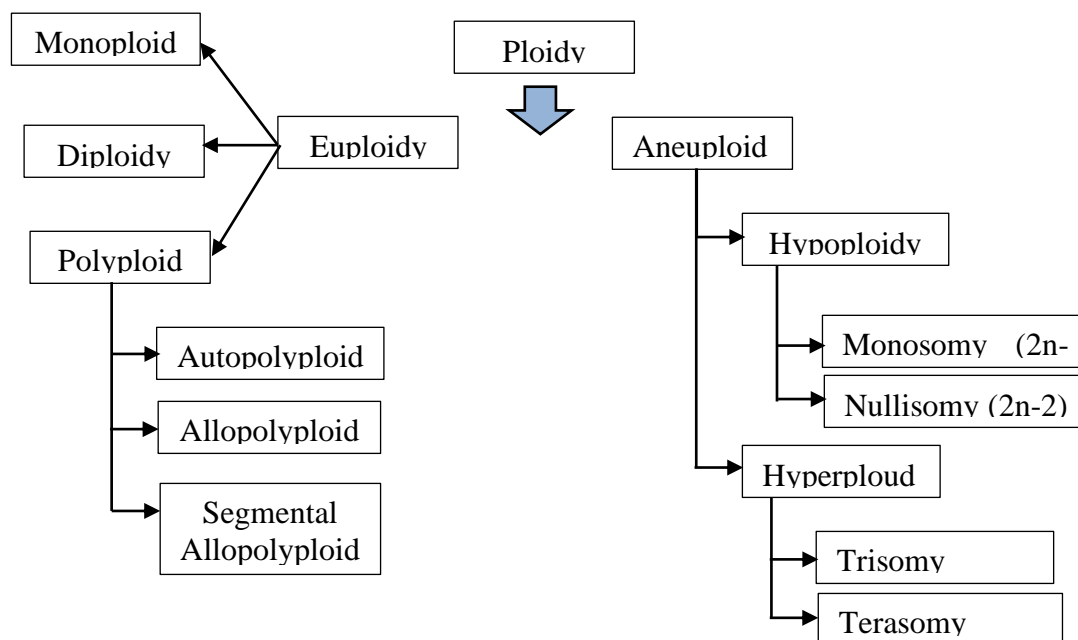 Ploidy
Monoploid
Diploidy
Euploidy
Polyploid
Autopolyploid
Allopolyploid
Segmental
Allopolyploid
Aneuploid
Hypoploidy
Monosomy (2n-
Nullisomy (2n-2)
Hyperploud
Trisomy
Terasomy